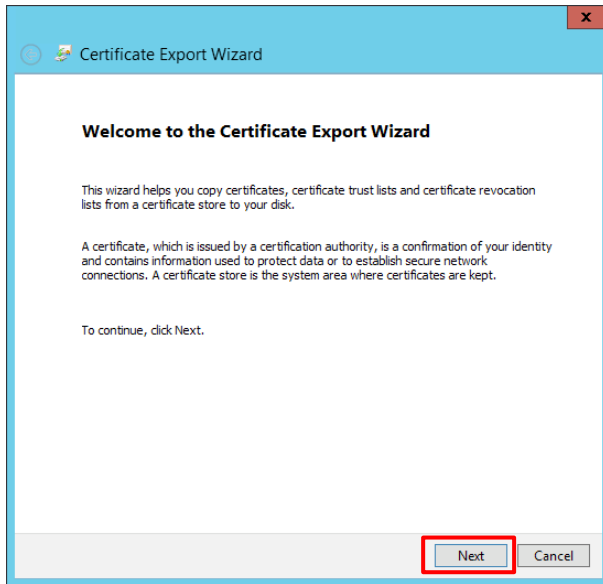 x
Certificate Export Wizard
Welcome to the Certificate Export Wizard
This wizard helps you copy certificates, certificate trust lists and certificate revocation
lists from a certificate store to your disk.
A certificate, which is issued by a certification authority, is a confirmation of your identity
and contains information used to protect data or to establish secure network
connections. A certificate store is the system area where certificates are kept.
To continue, click Next.
Next Cancel